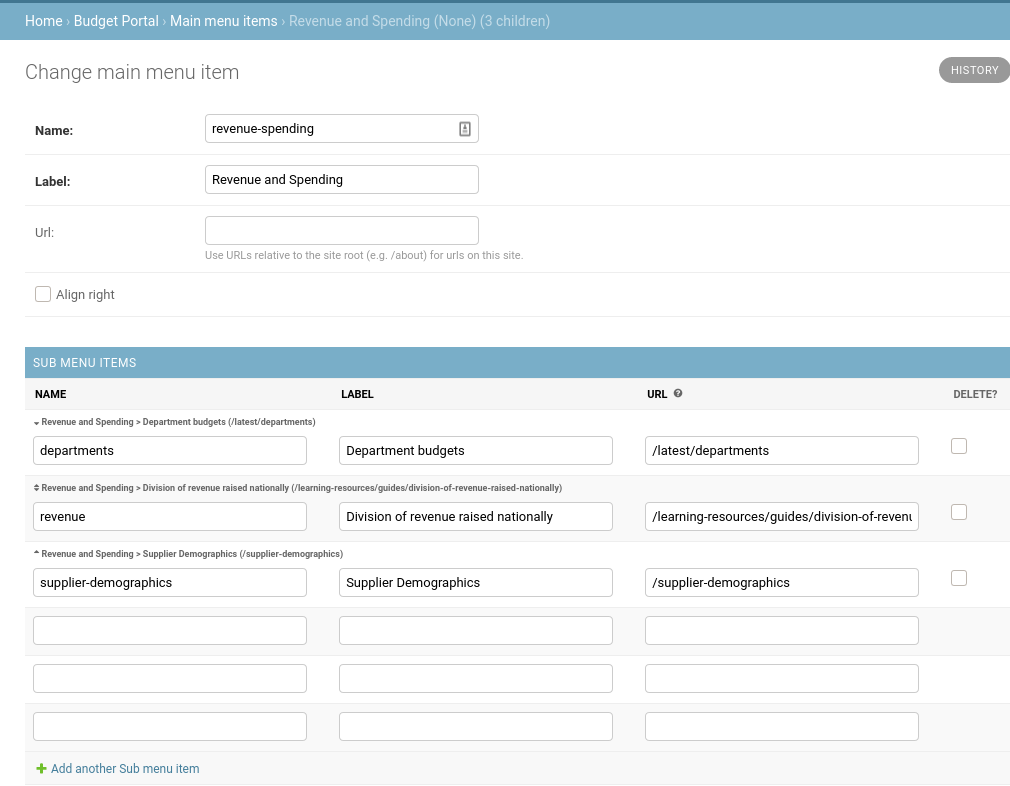 Home › Budget Portal › Main menu items › Revenue and Spending (None) (3 children)
Change main menu item
HISTORY
Name:
revenue-spending
Label:
Revenue and Spending
Url:
Use URLs relative to the site root (e.g. /about) for urls on this site.
Align right
SUB MENU ITEMS
NAME LABEL URL ? DELETE?
Revenue and Spending > Department budgets (/latest/departments)
departments Department budgets /latest/departments
Revenue and Spending > Division of revenue raised nationally (/learning-resources/guides/division-of-revenue-raised-nationally)
revenue Division of revenue raised nationally /learning-resources/guides/division-of-revenu
Revenue and Spending > Supplier Demographics (/supplier-demographics)
supplier-demographics Supplier Demographics /supplier-demographics
Add another Sub menu item